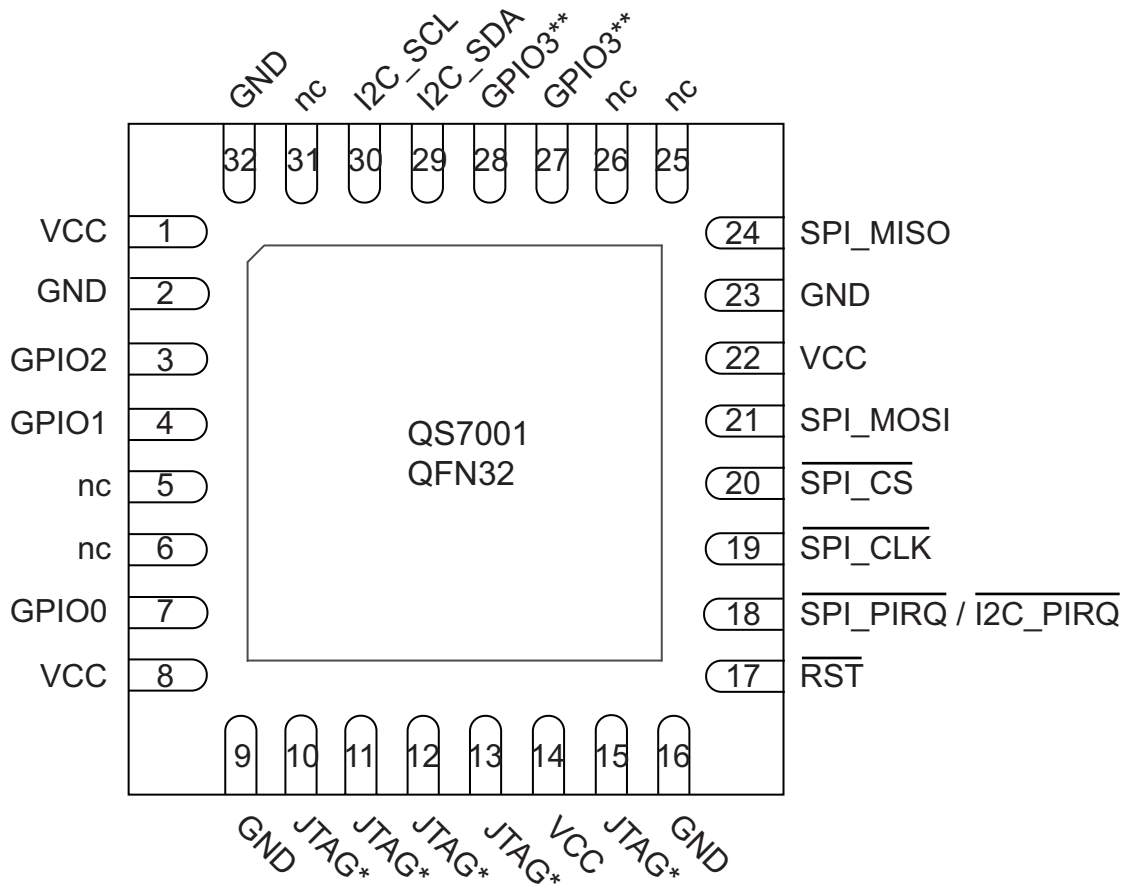 GND nc I2C_SCL I2C_SDA GPIO3** GPIO3** nc nc
32 31 30 29 28 27 26 25
VCC 1
GND 2
GPIO2 3
GPIO1 4
nc 5
nc 6
GPIO0 7
VCC 8
QS7001
QFN32
24 SPI_MISO
23 GND
22 VCC
21 SPI_MOSI
20 SPI_CS
19 SPI_CLK
18 SPI_PIRQ / I2C_PIRQ
17 RST
9 10 11 12 13 14 15 16
GND JTAG* JTAG* JTAG* JTAG* VCC JTAG* GND